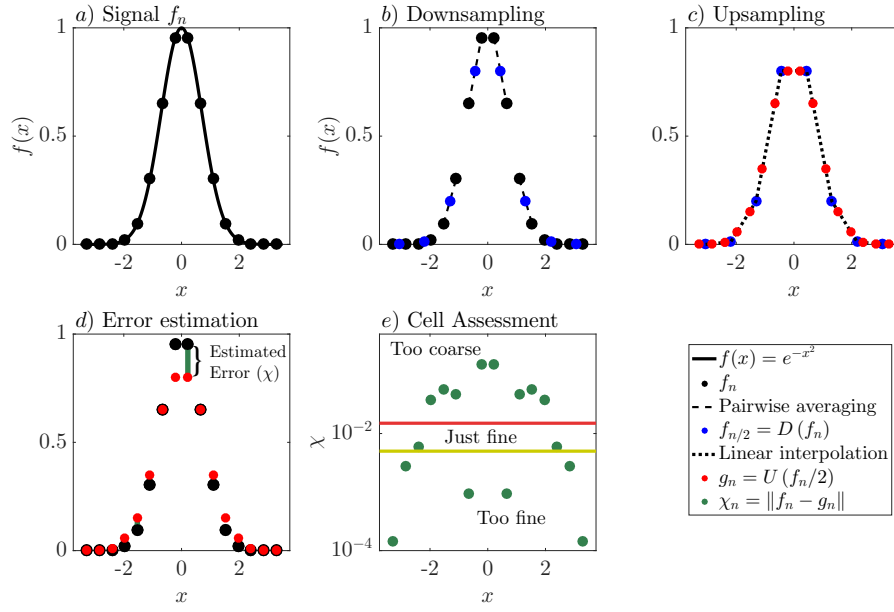 a) Signal f_n
f(x)
1
0.5
0
-2
0
2
x
b) Downsampling
f(x)
1
0.5
0
-2
0
2
x
c) Upsampling
1
0.5
0
-2
0
2
x
d) Error estimation
1
0.5
0
Estimated
Error (χ)
-2
0
2
x
e) Cell Assessment
χ
10^{-2}
10^{-4}
Too coarse
Just fine
Too fine
-2
0
2
x
f(x) = e^{-x^2}
f_n
Pairwise averaging
f_{n/2} = D (f_n)
Linear interpolation
g_n = U (f_n/2)
χ_n = ‖f_n − g_n‖